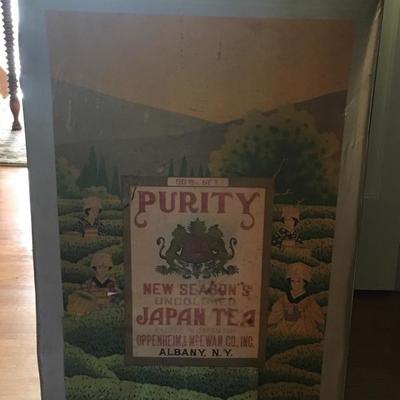 PURITY
NEW SEASON'S
UNCOLORED
JAPAN TEA
OPPENHEIM & McEWAN CO., INC.
ALBANY, N.Y.